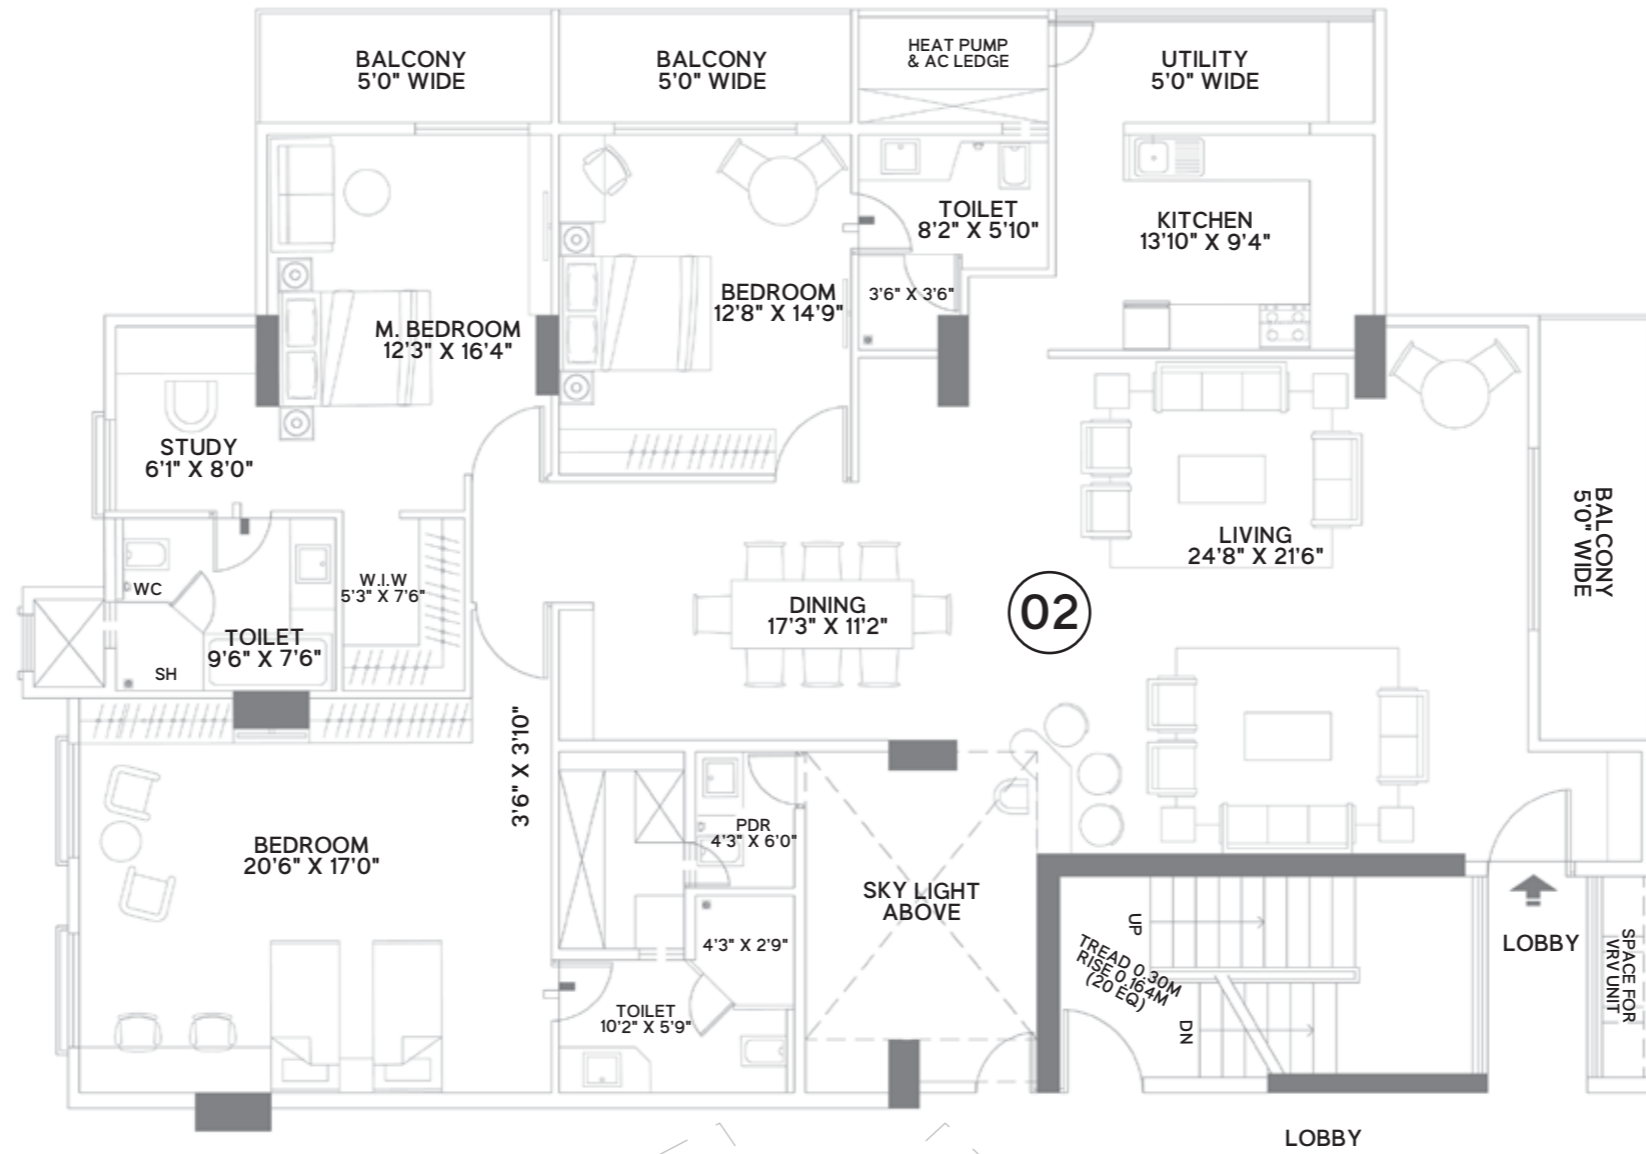 BALCONY
5'0" WIDE
BALCONY
5'0" WIDE
HEAT PUMP
& AC LEDGE
UTILITY
5'0" WIDE
TOILET
8'2" X 5'10"
KITCHEN
13'10" X 9'4"
3'6" X 3'6"
BEDROOM
12'8" X 14'9"
M. BEDROOM
12'3" X 16'4"
STUDY
6'1" X 8'0"
BALCONY
5'0" WIDE
LIVING
24'8" X 21'6"
02
DINING
17'3" X 11'2"
W.I.W
5'3" X 7'6"
WC
TOILET
9'6" X 7'6"
SH
3'6" X 3'10"
BEDROOM
20'6" X 17'0"
PDR
4'3" X 6'0"
SKY LIGHT
ABOVE
4'3" X 2'9"
TOILET
10'2" X 5'9"
UP
TREAD 0.30M
RISE 0.164M
(20 EQ)
DN
LOBBY
SPACE FOR
VRV UNIT
LOBBY